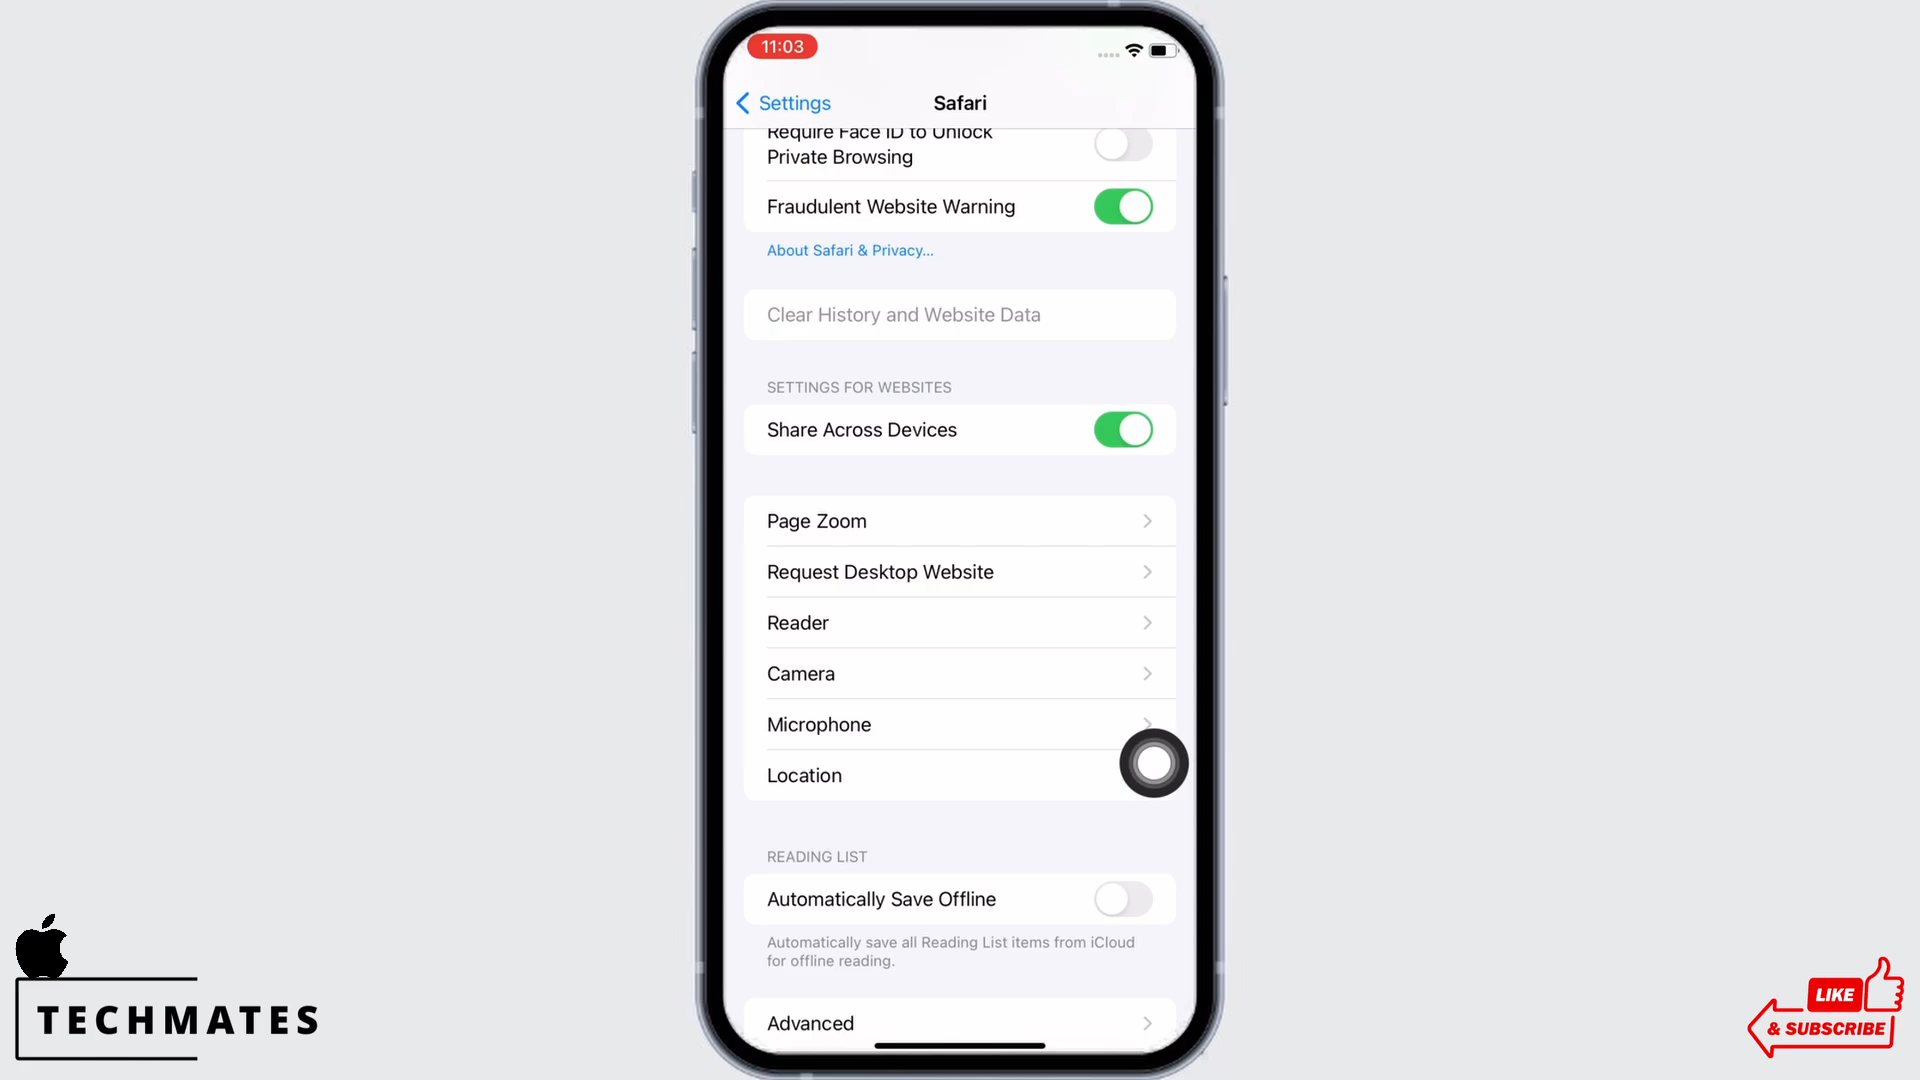 11:03
Settings
Safari
Require Face ID to Unlock
Private Browsing
Fraudulent Website Warning
About Safari & Privacy...
Clear History and Website Data
SETTINGS FOR WEBSITES
Share Across Devices
Page Zoom
Request Desktop Website
Reader
Camera
Microphone
Location
READING LIST
Automatically Save Offline
Automatically save all Reading List items from iCloud
for offline reading.
Advanced
TECHMATES
LIKE
& SUBSCRIBE